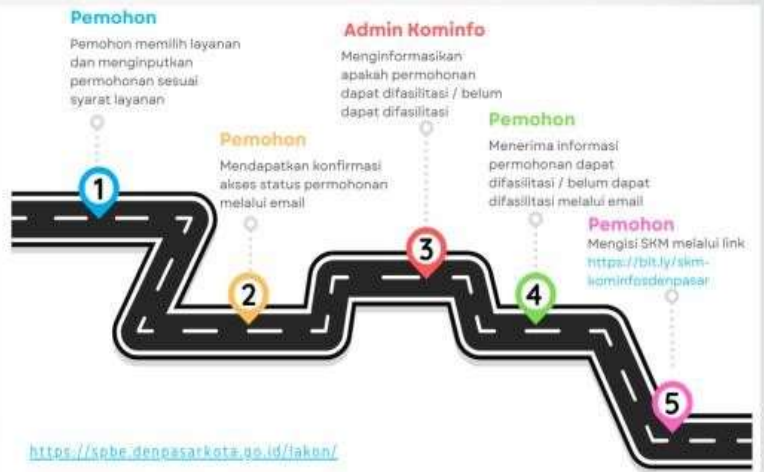 Pemohon
Pemohon memilih layanan
dan menginputkan
permohonan sesuai
syarat layanan
1
Pemohon
Mendapatkan konfirmasi
akses status permohonan
melalui email
2
Admin Kominfo
Menginformasikan
apakah permohonan
dapat difasilitasi / belum
dapat difasilitasi
3
Pemohon
Menerima informasi
permohonan dapat
difasilitasi / belum dapat
difasilitasi melalui email
4
Pemohon
Mengisi SKM melalui link
https://bit.ly/skm-
kominfosdenpasar
5
https://spbe.denpasarkota.go.id/lakon/